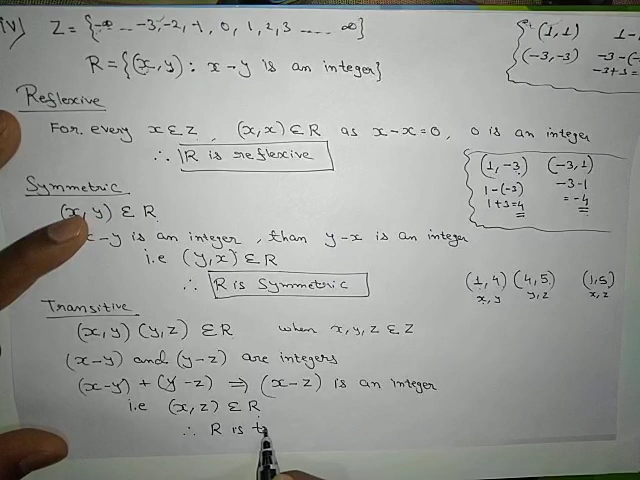 iv) Z = {-∞ ... -3, -2, -1, 0, 1, 2, 3 .... ∞}
R = {(x, y) : x-y is an integer}
(1, 1) 1-
(-3, -3) -3-(-
-3+3=
Reflexive
For every x ε Z, (x, x) ε R as x-x=0, 0 is an integer
∴ R is reflexive
(1, -3) (-3, 1)
1-(-3) -3-1
1+3=4 =-4
Symmetric
(x, y) ε R
x-y is an integer, than y-x is an integer
i.e (y, x) ε R
∴ R is Symmetric
(1, 4) (4, 5) (1, 5)
x, y y, z x, z
Transitive
(x, y) (y, z) ε R when x, y, z ε Z
(x-y) and (y-z) are integers
(x-y) + (y-z) ⇒ (x-z) is an integer
i.e (x, z) ε R
∴ R is t